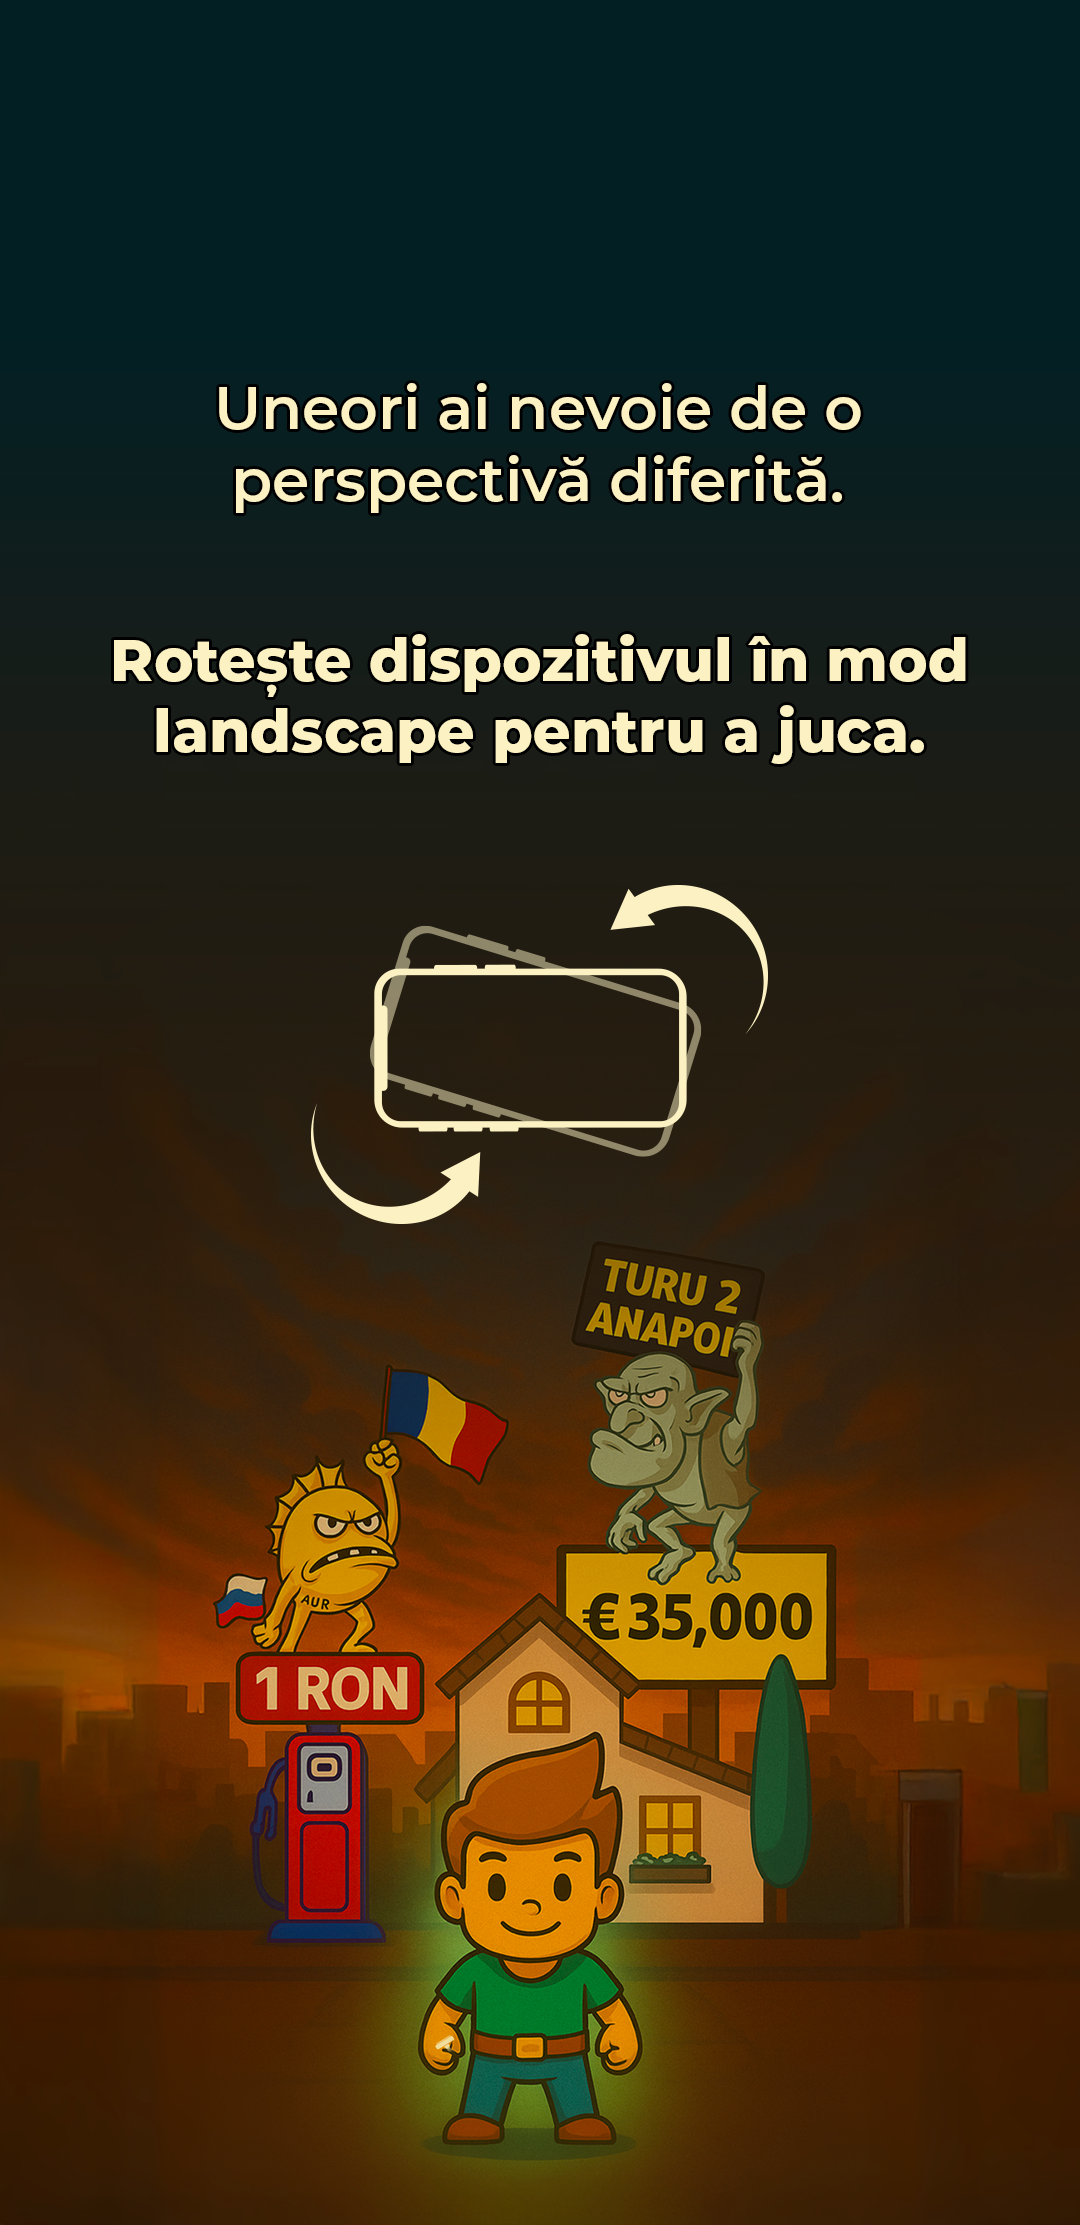 Uneori ai nevoie de o
perspectivă diferită.
Rotește dispozitivul în mod
landscape pentru a juca.
TURU 2
ANAPOI
AUR
€35,000
1 RON